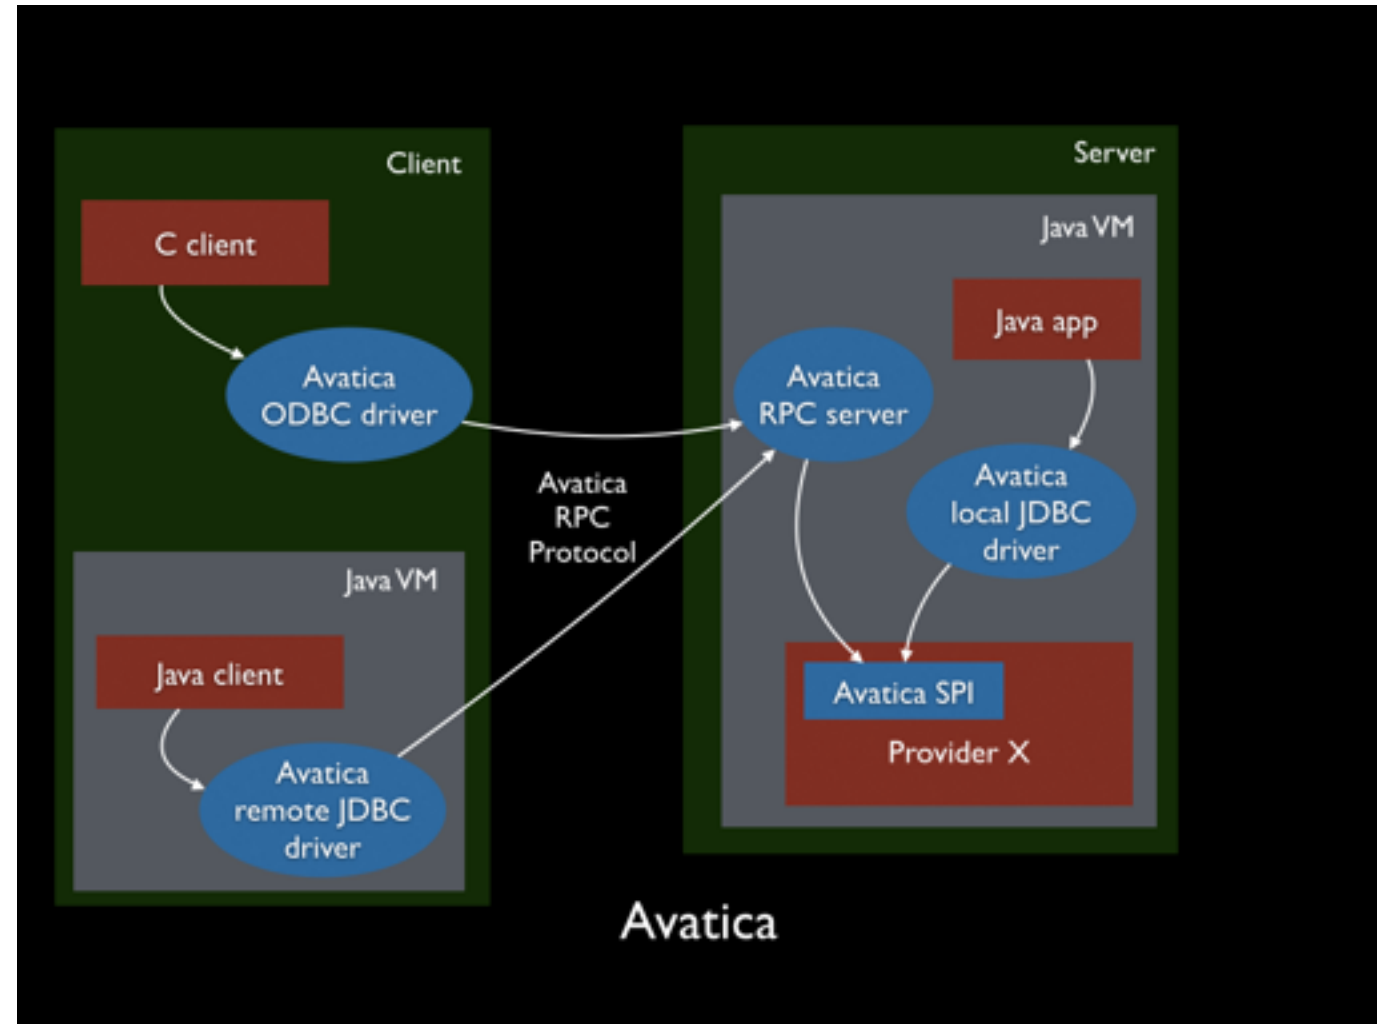 Client
C client
Avatica
ODBC driver
Java VM
Java client
Avatica
remote JDBC
driver
Avatica
RPC
Protocol
Server
Java VM
Java app
Avatica
RPC server
Avatica
local JDBC
driver
Avatica SPI
Provider X
Avatica